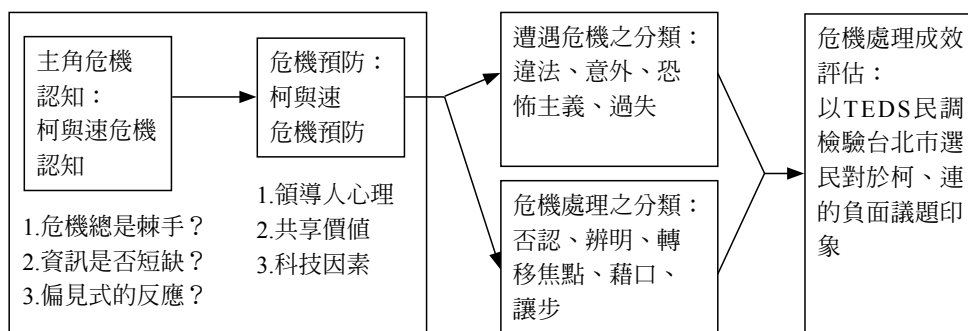 主角危機
認知：
柯與速危機
認知
1.危機總是棘手？
2.資訊是否短缺？
3.偏見式的反應？
危機預防：
柯與速
危機預防
1.領導人心理
2.共享價值
3.科技因素
遭遇危機之分類：
違法、意外、恐
怖主義、過失
危機處理之分類：
否認、辨明、轉
移焦點、藉口、
讓步
危機處理成效
評估：
以TEDS民調
檢驗台北市選
民對於柯、連
的負面議題印
象